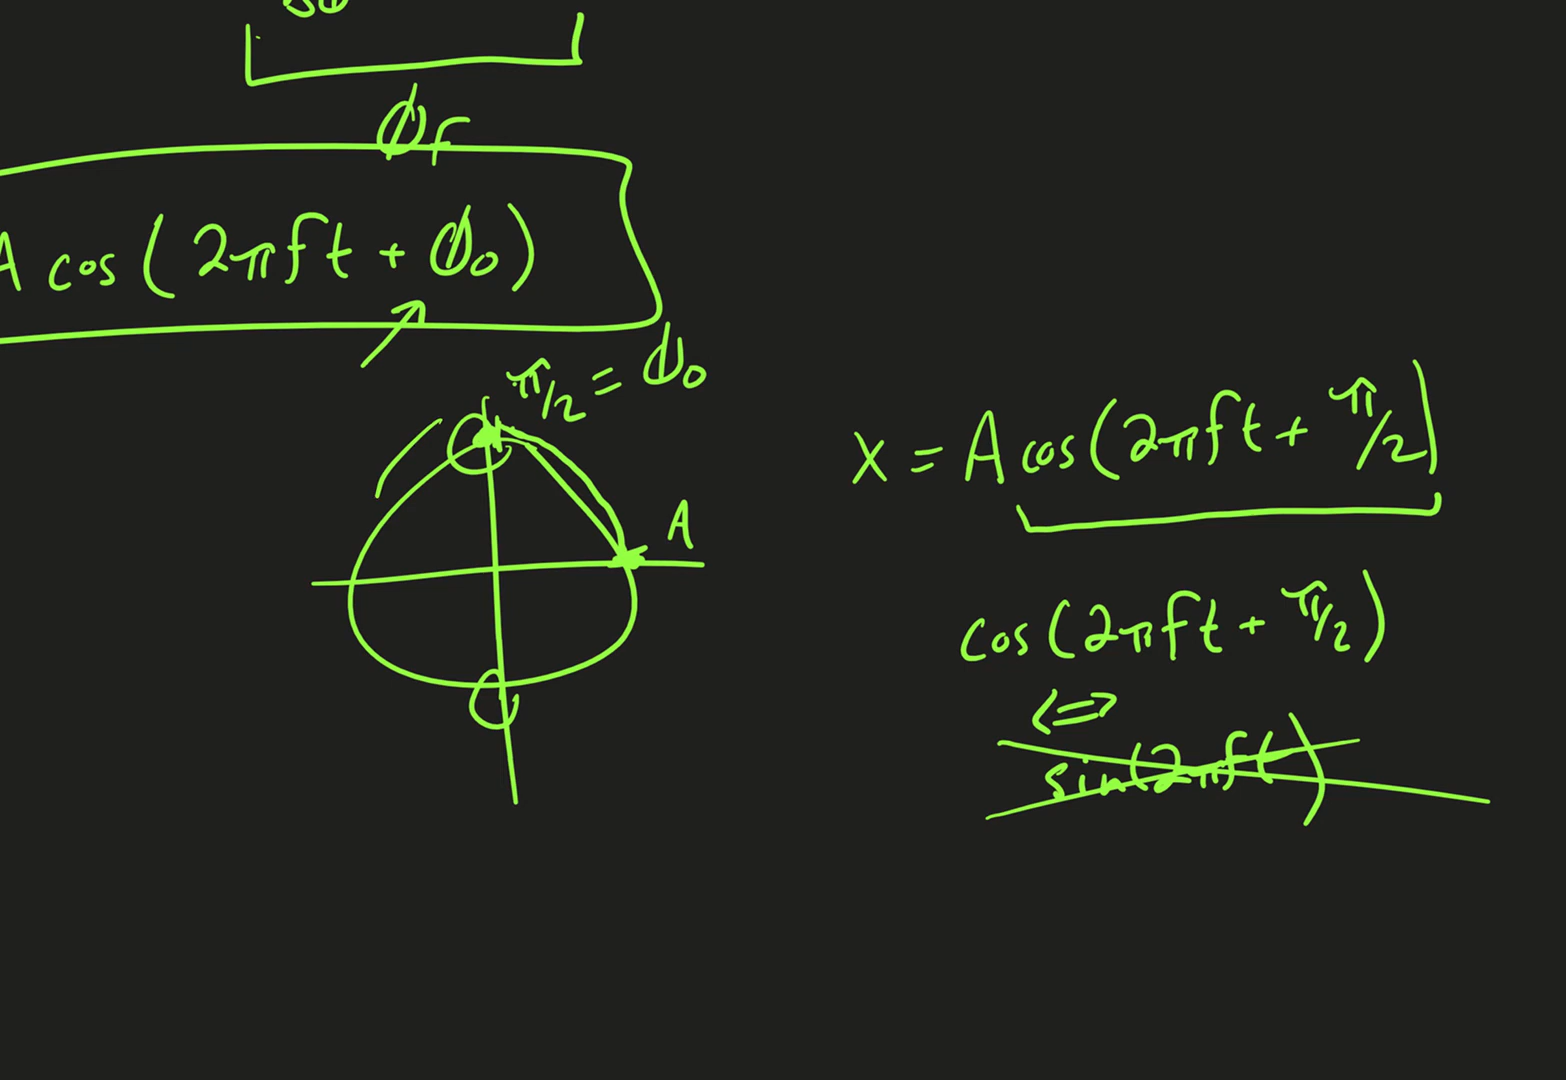 ϕf
A cos(2πft + ϕ₀)
π/2 = ϕ₀
A
x = A cos(2πft + π/2)
cos(2πft + π/2)
⟺
sin(2πft)